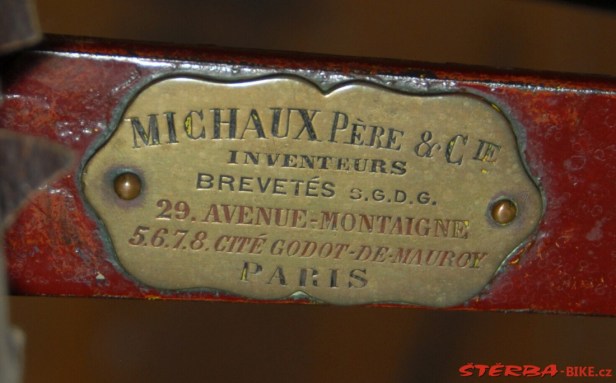 MICHAUX PÈRE & CIE
INVENTEURS
BREVETÉS S.G.D.G.
29. AVENUE-MONTAIGNE
5.6.7.8. CITÉ GODOT-DE-MAUROY
PARIS
ŠTĚRBA-BIKE.cz